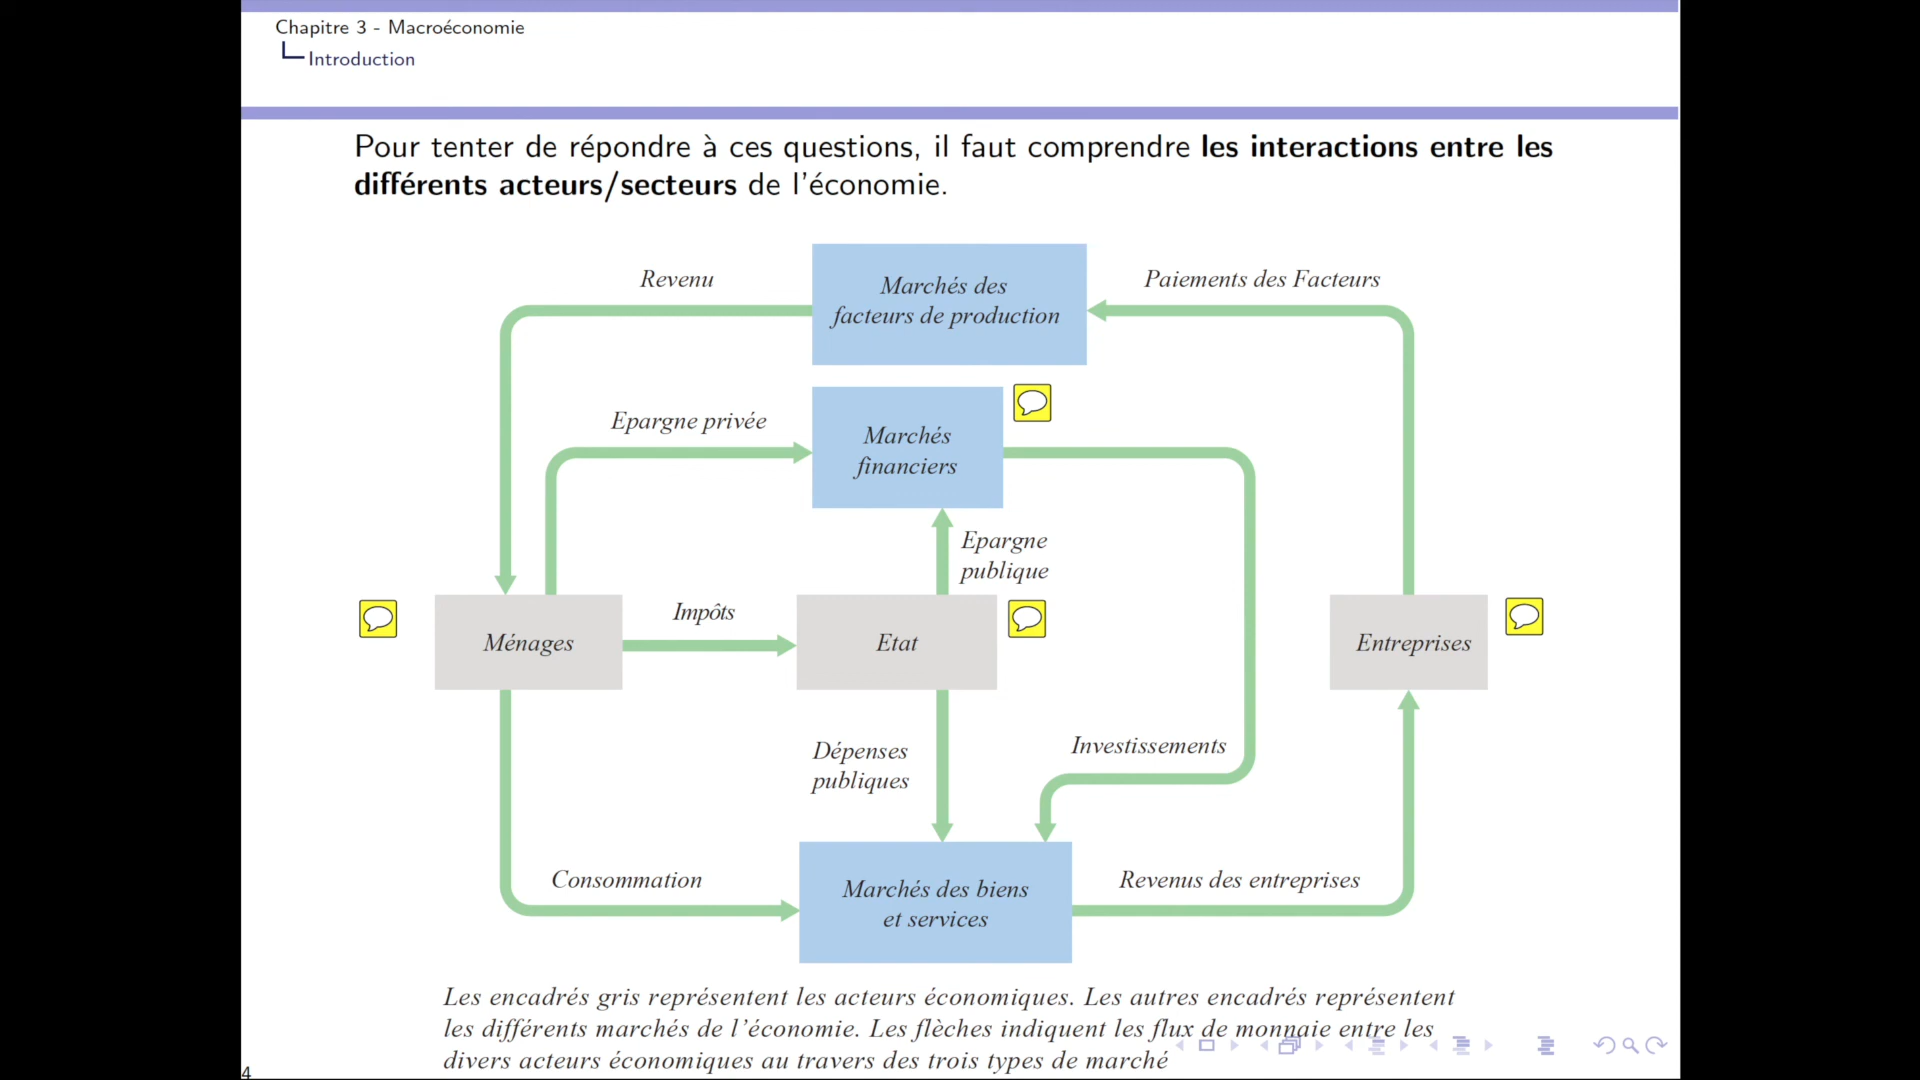 Chapitre 3 - Macroéconomie
Introduction
Pour tenter de répondre à ces questions, il faut comprendre les interactions entre les
différents acteurs/secteurs de l'économie.
Revenu
Marchés des
facteurs de production
Paiements des Facteurs
Epargne privée
Marchés
financiers
Epargne
publique
Ménages
Impôts
Etat
Entreprises
Dépenses
publiques
Investissements
Consommation
Marchés des biens
et services
Revenus des entreprises
Les encadrés gris représentent les acteurs économiques. Les autres encadrés représentent
les différents marchés de l'économie. Les flèches indiquent les flux de monnaie entre les
divers acteurs économiques au travers des trois types de marché
4